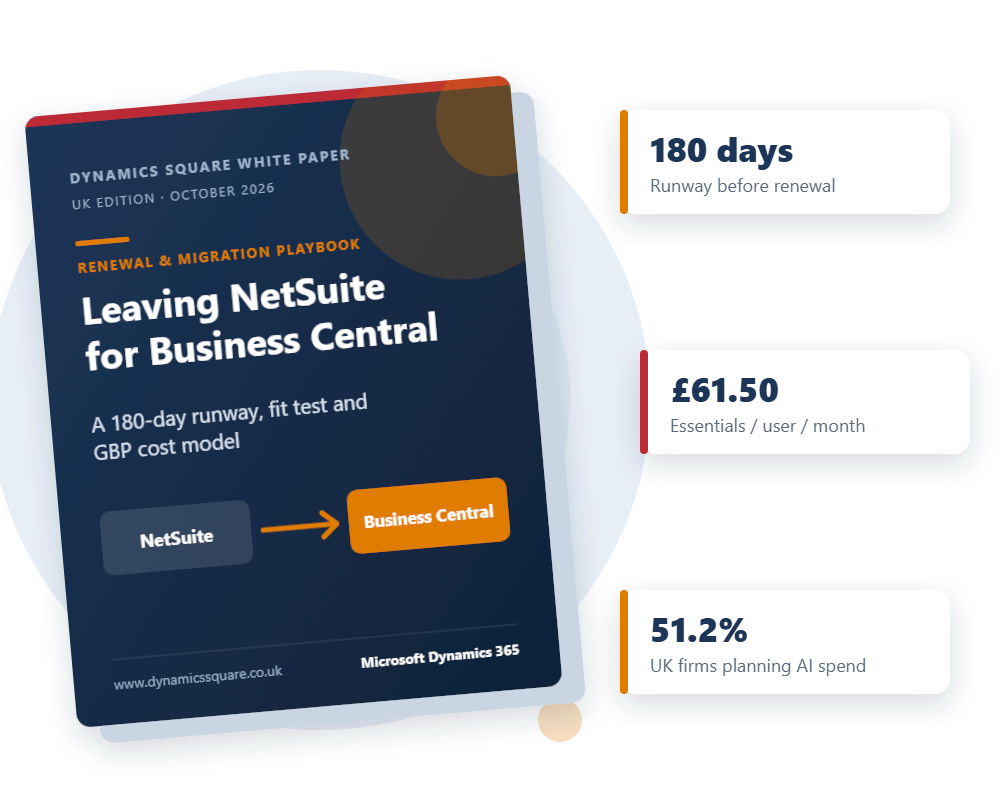 DYNAMICS SQUARE WHITE PAPER
UK EDITION · OCTOBER 2026
RENEWAL & MIGRATION PLAYBOOK
Leaving NetSuite
for Business Central
A 180-day runway, fit test and
GBP cost model
NetSuite
Business Central
www.dynamicssquare.co.uk
Microsoft Dynamics 365
180 days
Runway before renewal
£61.50
Essentials / user / month
51.2%
UK firms planning AI spend